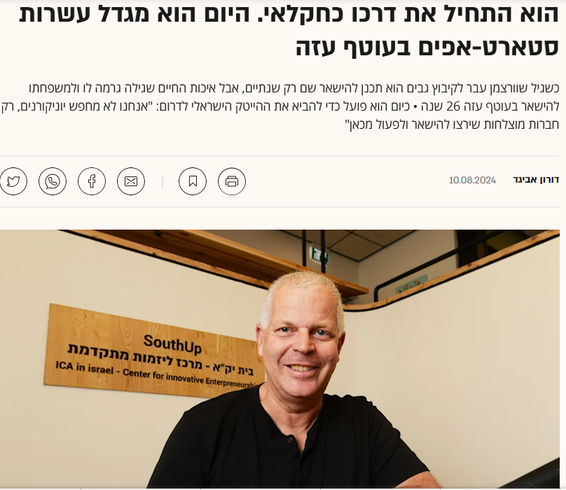 הוא התחיל את דרכו כחקלאי. היום הוא מגדל עשרות
סטארט-אפים בעוטף עזה
כשגיל שוורצמן עבר לקיבוץ גבים הוא תכנן להישאר שם רק שנתיים, אבל איכות החיים שגילה גרמה לו ולמשפחתו
להישאר בעוטף עזה 26 שנה • כיום הוא פועל כדי להביא את ההייטק הישראלי לדרום: "אנחנו לא מחפש יוניקורנים, רק
חברות מוצלחות שירצו להישאר ולפעול מכאן"
דורון אביגד 10.08.2024
SouthUp
בית יק"א - מרכז ליזמות מתקדמת
ICA in israel - Center for innovative